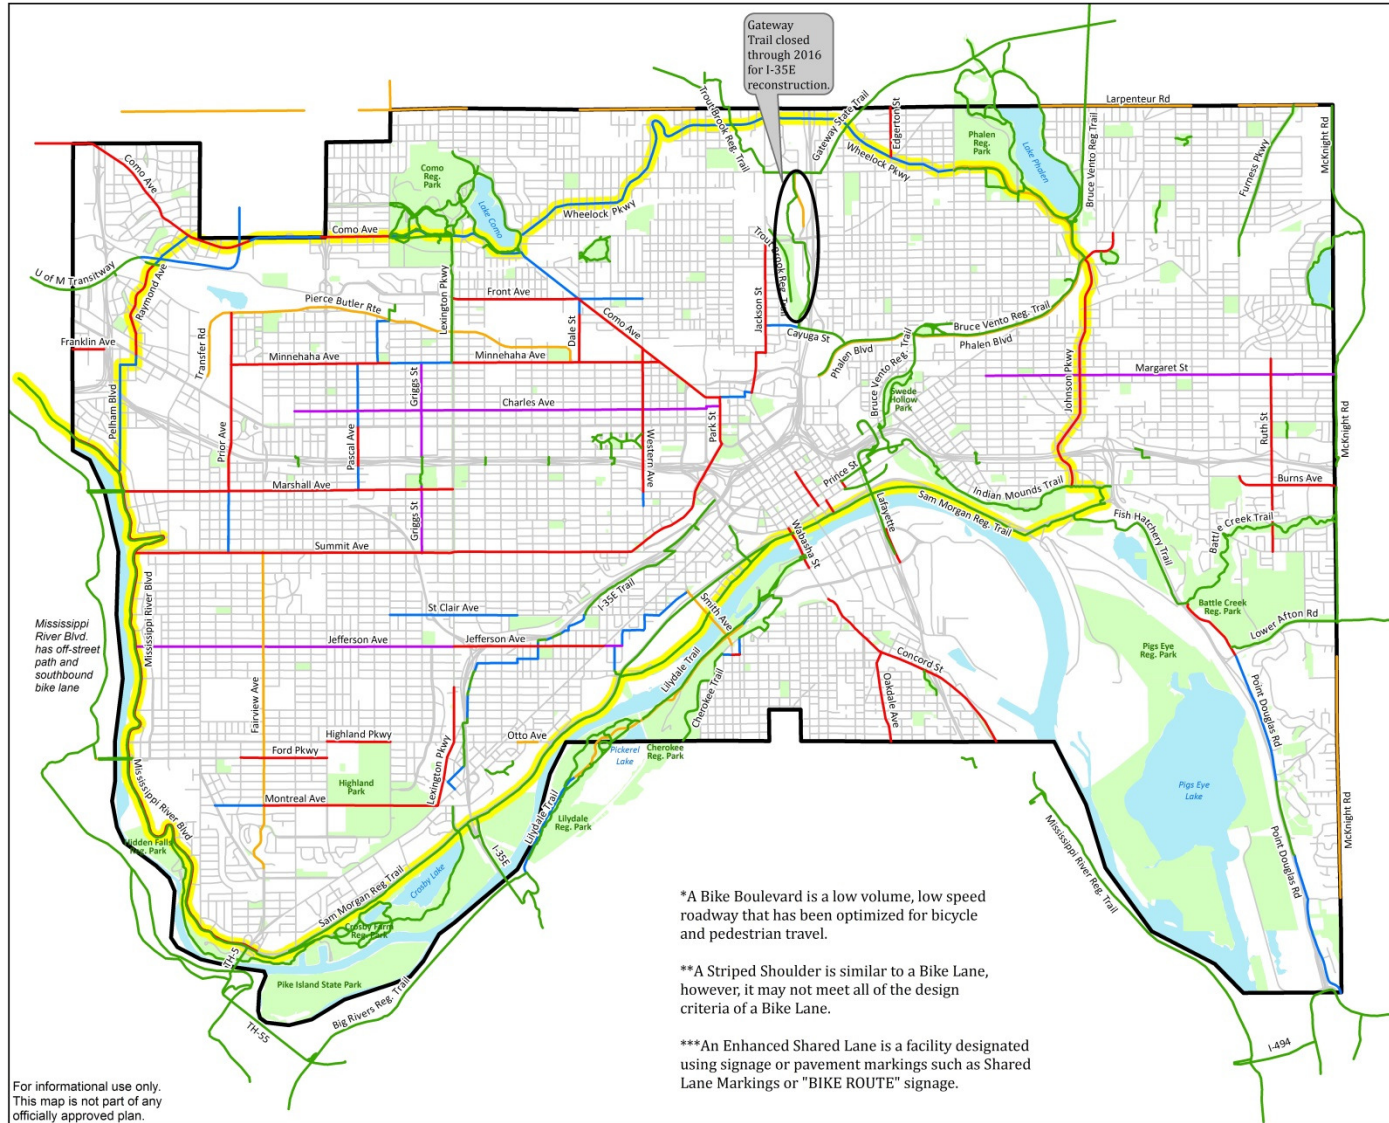 Gateway
Trail closed
through 2016
for I-35E
reconstruction.
Larpenteur Rd
McKnight Rd
Trout Brook Reg. Trail
Gateway State Trail
Edgerton St
Phalen
Reg. Park
Lake Phalen
Bruce Vento Reg Trail
Furness Pkwy
Wheelock Pkwy
Como Ave
Como
Reg.
Park
Lake Como
Wheelock Pkwy
Como Ave
U of M Transitway
Raymond Ave
Trout Brook Reg. Trail
Pierce Butler Rte
Lexington Pkwy
Front Ave
Como Ave
Dale St
Jackson St
Cayuga St
Bruce Vento Reg. Trail
Phalen Blvd
Phalen Blvd
Bruce Vento Reg. Trail
Franklin Ave
Transfer Rd
Minnehaha Ave
Minnehaha Ave
Margaret St
Swede
Hollow
Park
Johnson Pkwy
Griggs St
Charles Ave
Pelham Blvd
Prior Ave
Pascal Ave
Western Ave
Park St
Ruth St
McKnight Rd
Marshall Ave
Prince St
Indian Mounds Trail
Burns Ave
Griggs St
Lafayette
Sam Morgan Reg. Trail
Fish Hatchery Trail
Battle Creek Trail
Summit Ave
Wabasha St
Mississippi River Blvd
I-35E Trail
St Clair Ave
Smith Ave
Battle Creek
Reg. Park
Lower Afton Rd
Mississippi
River Blvd.
has off-street
path and
southbound
bike lane
Jefferson Ave
Jefferson Ave
Lilydale Trail
Cherokee Trail
Concord St
Oakdale Ave
Pigs Eye
Reg. Park
Point Douglas Rd
Fairview Ave
Highland Pkwy
Ford Pkwy
Otto Ave
Pickerel
Lake
Cherokee
Reg. Park
Lexington Pkwy
Highland
Park
Montreal Ave
Mississippi River Blvd
Pigs Eye
Lake
McKnight Rd
Lilydale Trail
Lilydale
Reg. Park
Hidden Falls
Reg. Park
I-35E
Mississippi River Reg. Trail
Point Douglas Rd
Sam Morgan Reg Trail
Crosby Lake
Crosby Farm
Reg. Park
TH-5
Pike Island State Park
Big Rivers Reg. Trail
TH-55
I-494
*A Bike Boulevard is a low volume, low speed
roadway that has been optimized for bicycle
and pedestrian travel.
**A Striped Shoulder is similar to a Bike Lane,
however, it may not meet all of the design
criteria of a Bike Lane.
***An Enhanced Shared Lane is a facility designated
using signage or pavement markings such as Shared
Lane Markings or "BIKE ROUTE" signage.
For informational use only.
This map is not part of any
officially approved plan.